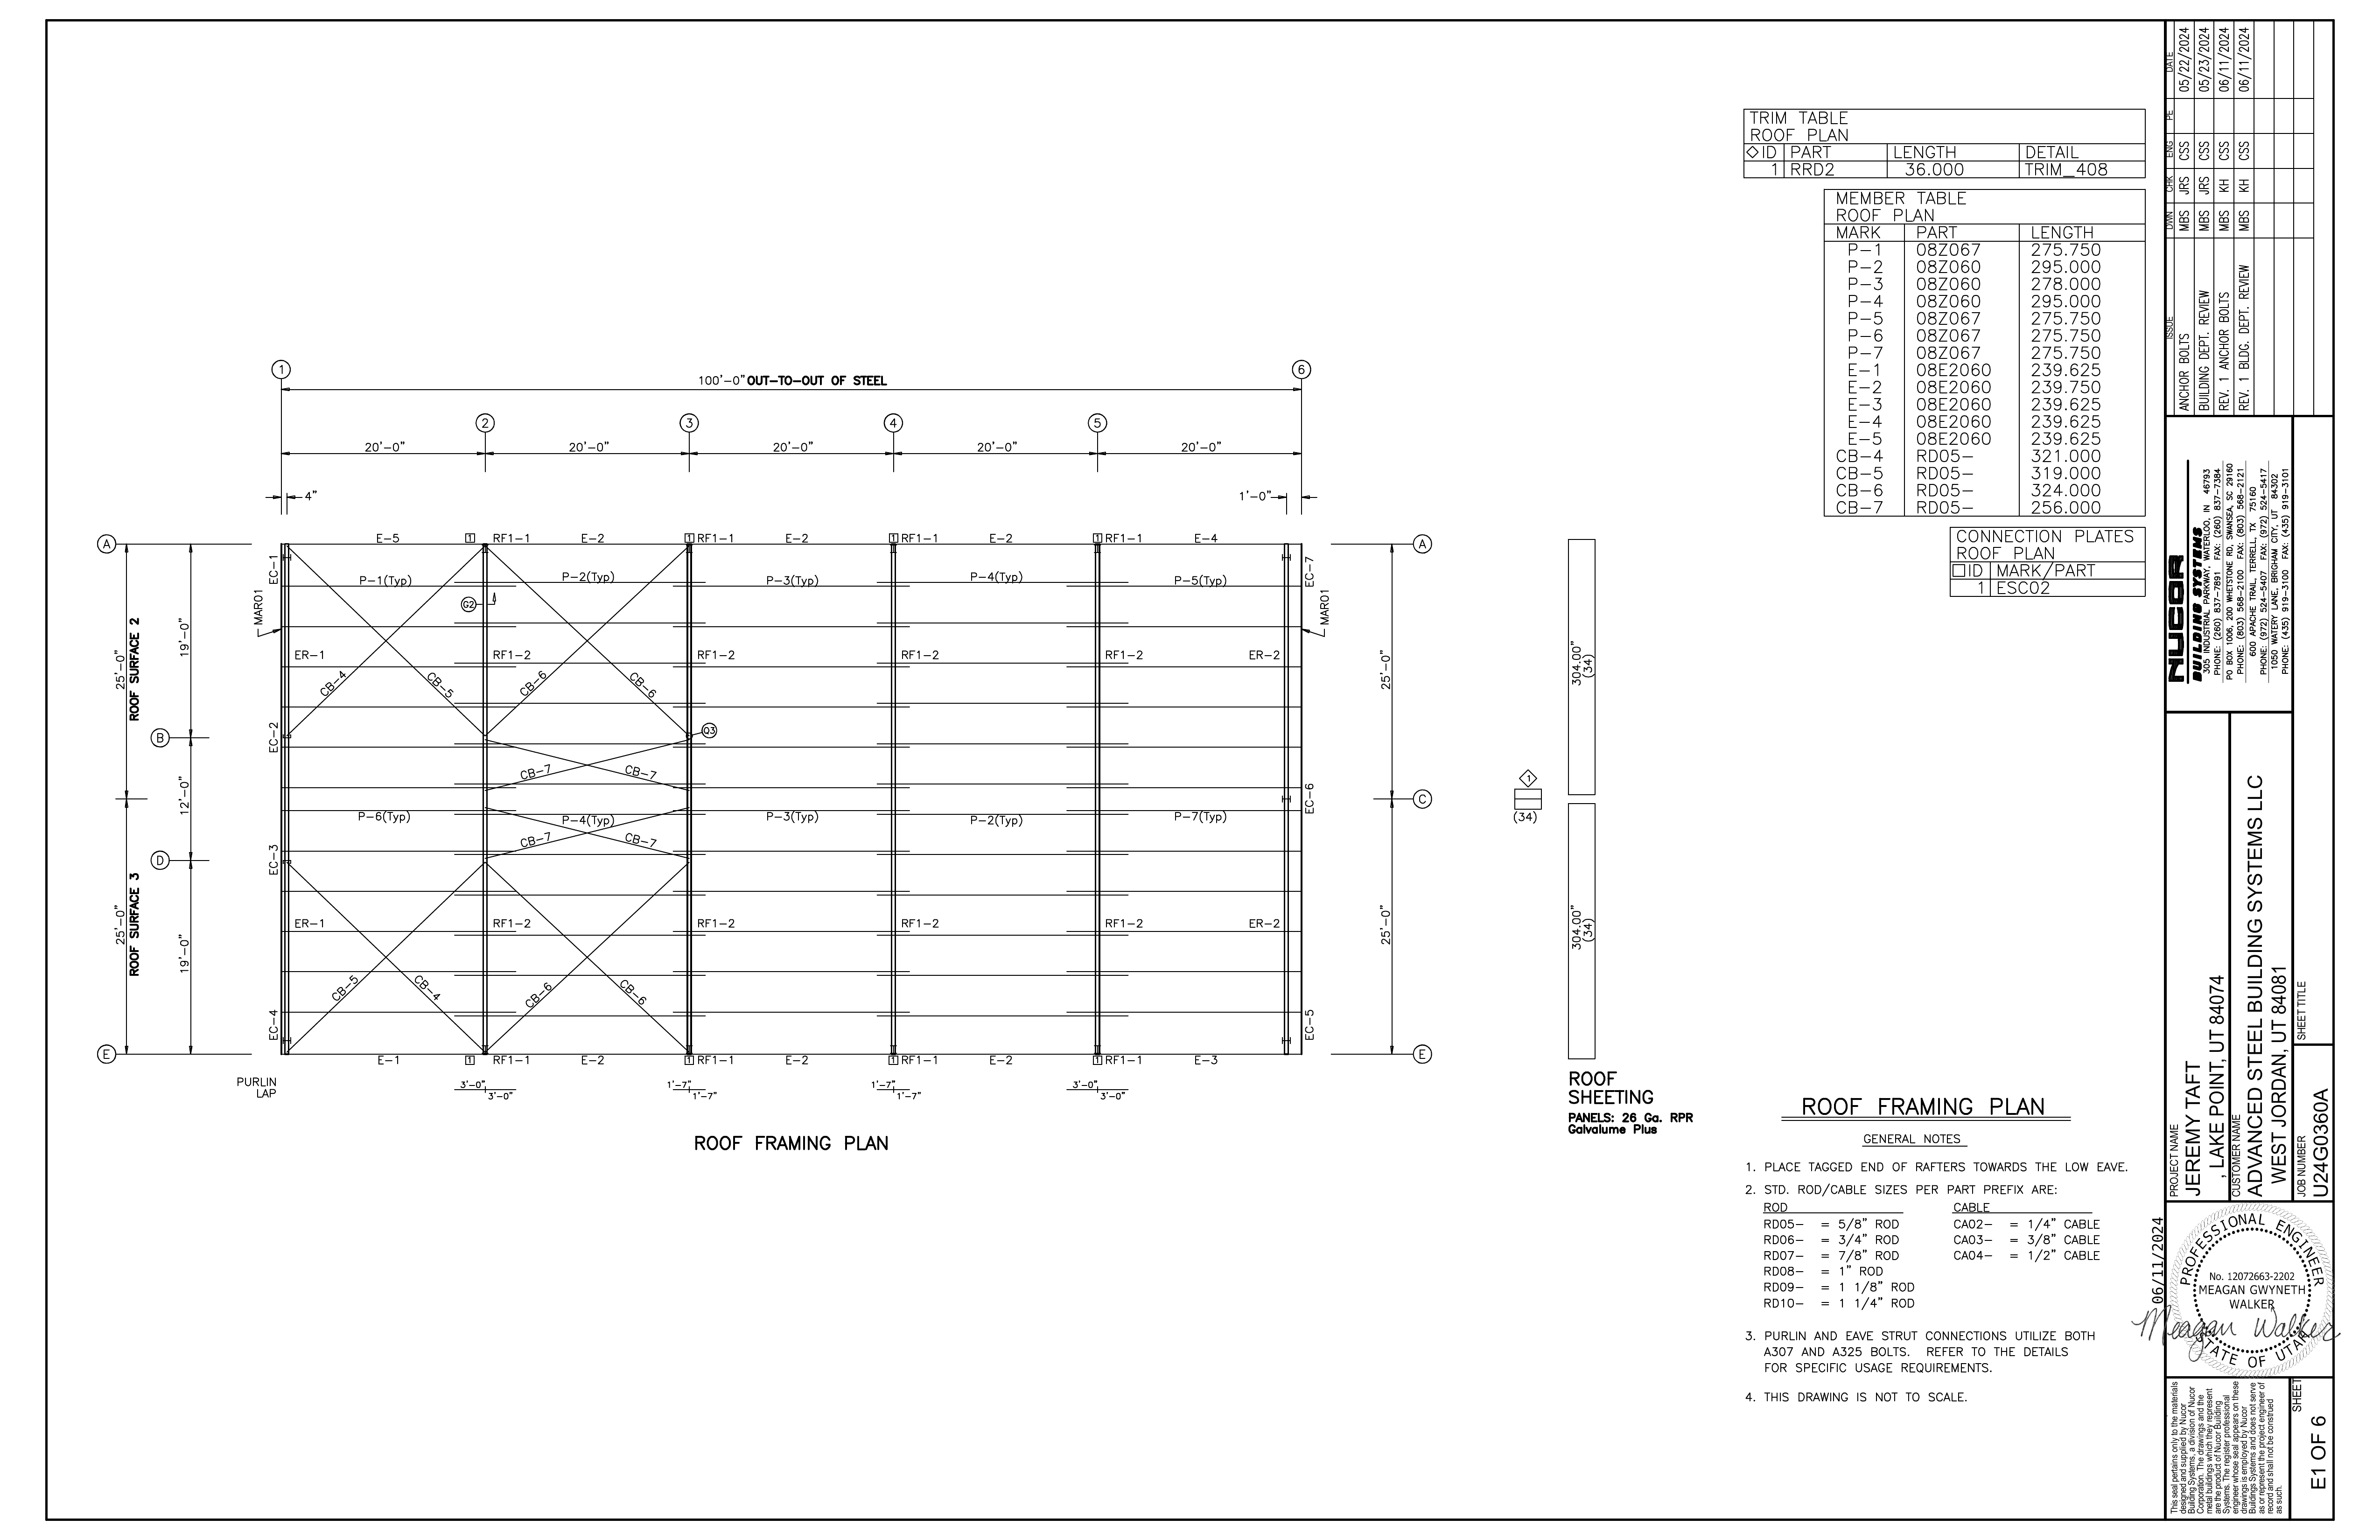 TRIM TABLE
ROOF PLAN
◇ID PART LENGTH DETAIL
1 RRD2 36.000 TRIM_408
MEMBER TABLE
ROOF PLAN
MARK PART LENGTH
P-1 08Z067 275.750
P-2 08Z060 295.000
P-3 08Z060 278.000
P-4 08Z060 295.000
P-5 08Z067 275.750
P-6 08Z067 275.750
P-7 08Z067 275.750
E-1 08E2060 239.625
E-2 08E2060 239.750
E-3 08E2060 239.625
E-4 08E2060 239.625
E-5 08E2060 239.625
CB-4 RD05- 321.000
CB-5 RD05- 319.000
CB-6 RD05- 324.000
CB-7 RD05- 256.000
CONNECTION PLATES
ROOF PLAN
□ID MARK/PART
1 ESC02
1 6
100'-0" OUT-TO-OUT OF STEEL
2 3 4 5
20'-0" 20'-0" 20'-0" 20'-0" 20'-0"
4" 1'-0"
E-5 1 RF1-1 E-2 1 RF1-1 E-2 1 RF1-1 E-2 1 RF1-1 E-4
A A
EC-1 EC-7
P-1(Typ) P-2(Typ) P-3(Typ) P-4(Typ) P-5(Typ)
G2
MAR01 MAR01
25'-0" ROOF SURFACE 2 19'-0"
ER-1 RF1-2 RF1-2 RF1-2 RF1-2 ER-2
25'-0"
304.00"
(34)
CB-4 CB-5 CB-6 CB-6
B EC-2 Q3
CB-7 CB-7
12'-0"
1
C
EC-6
P-6(Typ) P-4(Typ) P-3(Typ) P-2(Typ) P-7(Typ)
(34)
CB-7 CB-7
D EC-3
25'-0" ROOF SURFACE 3 19'-0"
ER-1 RF1-2 RF1-2 RF1-2 RF1-2 ER-2
25'-0"
304.00"
(34)
CB-5 CB-4 CB-6 CB-6
EC-4 EC-5
E E
E-1 1 RF1-1 E-2 1 RF1-1 E-2 1 RF1-1 E-2 1 RF1-1 E-3
PURLIN
LAP
3'-0" 1'-7" 1'-7" 3'-0"
3'-0" 1'-7" 1'-7" 3'-0"
ROOF FRAMING PLAN
ROOF
SHEETING
PANELS: 26 Ga. RPR
Galvalume Plus
ROOF FRAMING PLAN
GENERAL NOTES
1. PLACE TAGGED END OF RAFTERS TOWARDS THE LOW EAVE.
2. STD. ROD/CABLE SIZES PER PART PREFIX ARE:
ROD CABLE
RD05- = 5/8" ROD CA02- = 1/4" CABLE
RD06- = 3/4" ROD CA03- = 3/8" CABLE
RD07- = 7/8" ROD CA04- = 1/2" CABLE
RD08- = 1" ROD
RD09- = 1 1/8" ROD
RD10- = 1 1/4" ROD
3. PURLIN AND EAVE STRUT CONNECTIONS UTILIZE BOTH
A307 AND A325 BOLTS. REFER TO THE DETAILS
FOR SPECIFIC USAGE REQUIREMENTS.
4. THIS DRAWING IS NOT TO SCALE.
ISSUE DWN CHK ENG PE DATE
ANCHOR BOLTS MBS JRS CSS 05/22/2024
BUILDING DEPT. REVIEW MBS JRS CSS 05/23/2024
REV. 1 ANCHOR BOLTS MBS KH CSS 06/11/2024
REV. 1 BLDG. DEPT. REVIEW MBS KH CSS 06/11/2024
NUCOR
BUILDING SYSTEMS
305 INDUSTRIAL PARKWAY, WATERLOO, IN 46793
PHONE: (260) 837-7891 FAX: (260) 837-7384
PO BOX 1006, 200 WHETSTONE RD, SWANSEA, SC 29160
PHONE: (803) 568-2100 FAX: (803) 568-2121
600 APACHE TRAIL, TERRELL, TX 75160
PHONE: (972) 524-5407 FAX: (972) 524-5417
1050 WATERY LANE, BRIGHAM CITY, UT 84302
PHONE: (435) 919-3100 FAX: (435) 919-3101
PROJECT NAME
JEREMY TAFT
, LAKE POINT, UT 84074
CUSTOMER NAME
ADVANCED STEEL BUILDING SYSTEMS LLC
WEST JORDAN, UT 84081
JOB NUMBER
U24G0360A
SHEET TITLE
06/11/2024
PROFESSIONAL ENGINEER
No. 12072663-2202
MEAGAN GWYNETH
WALKER
Meagan Walker
STATE OF UTAH
This seal pertains only to the materials
designed and supplied by Nucor
Building Systems, a division of Nucor
Corporation. The drawings and the
metal buildings which they represent
are the product of Nucor Building
Systems. The register professional
engineer whose seal appears on these
drawings is employed by Nucor
Buildings Systems and does not serve
as or represent the project engineer of
record and shall not be construed
as such.
SHEET
E1 OF 6